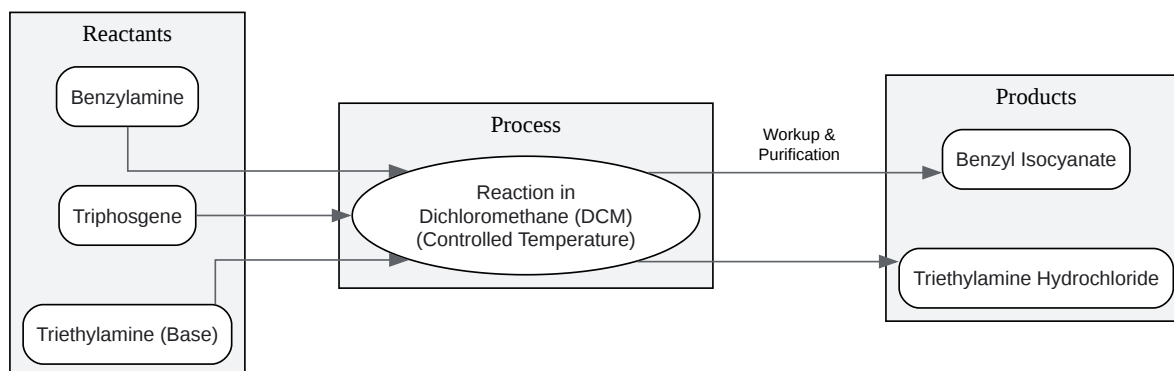 Reactants
Benzylamine
Triphosgene
Triethylamine (Base)
Process
Reaction in
Dichloromethane (DCM)
(Controlled Temperature)
Workup &
Purification
Products
Benzyl Isocyanate
Triethylamine Hydrochloride